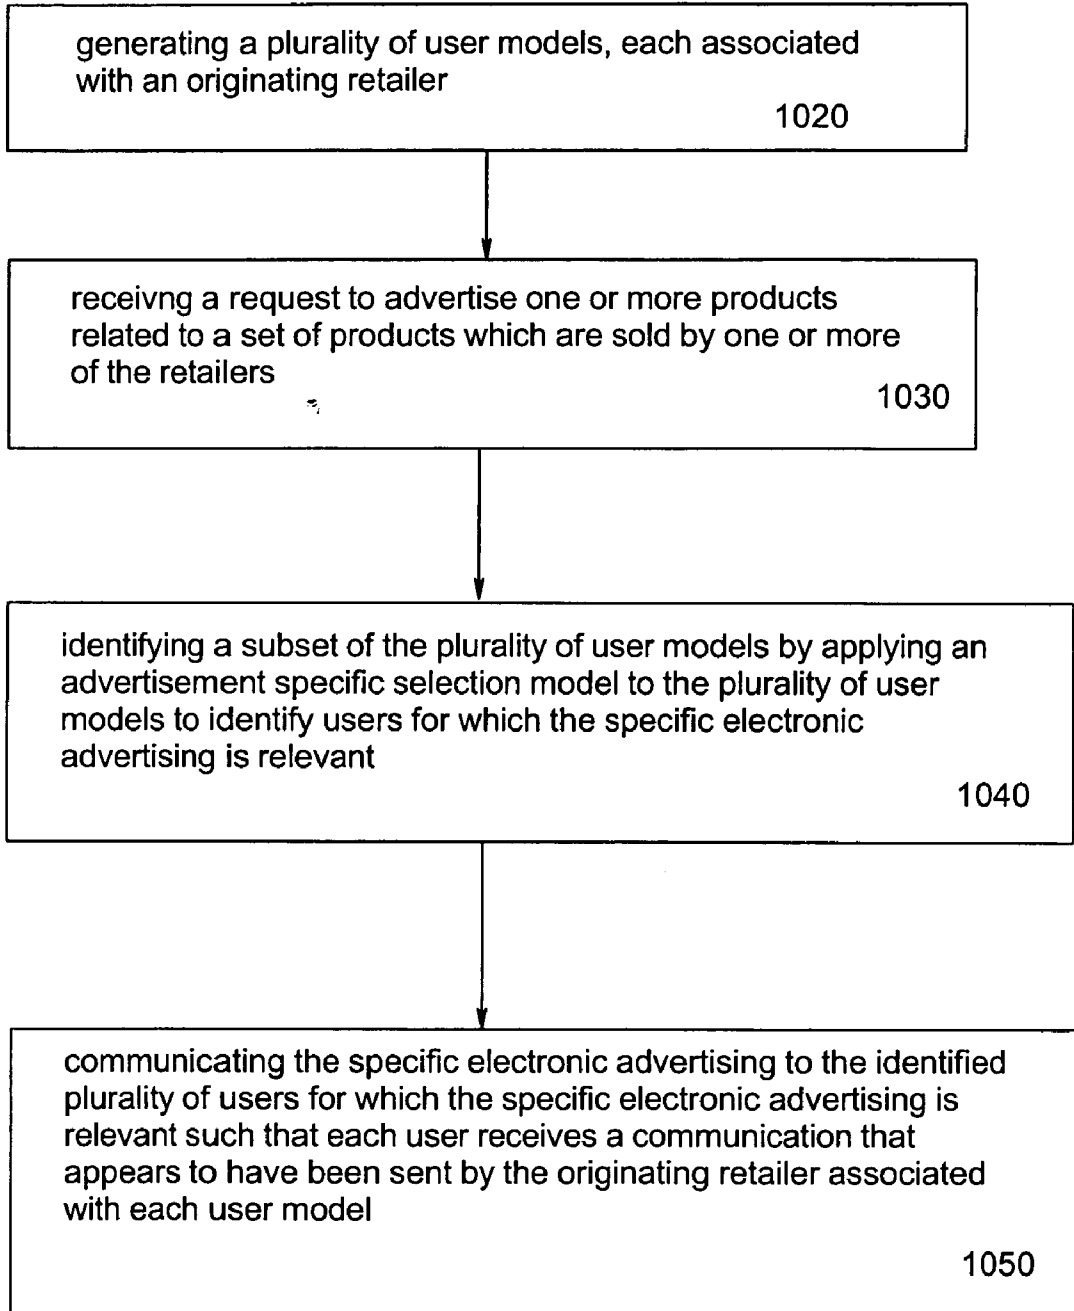 generating a plurality of user models, each associated
with an originating retailer
1020
receivng a request to advertise one or more products
related to a set of products which are sold by one or more
of the retailers
1030
identifying a subset of the plurality of user models by applying an
advertisement specific selection model to the plurality of user
models to identify users for which the specific electronic
advertising is relevant
1040
communicating the specific electronic advertising to the identified
plurality of users for which the specific electronic advertising is
relevant such that each user receives a communication that
appears to have been sent by the originating retailer associated
with each user model
1050